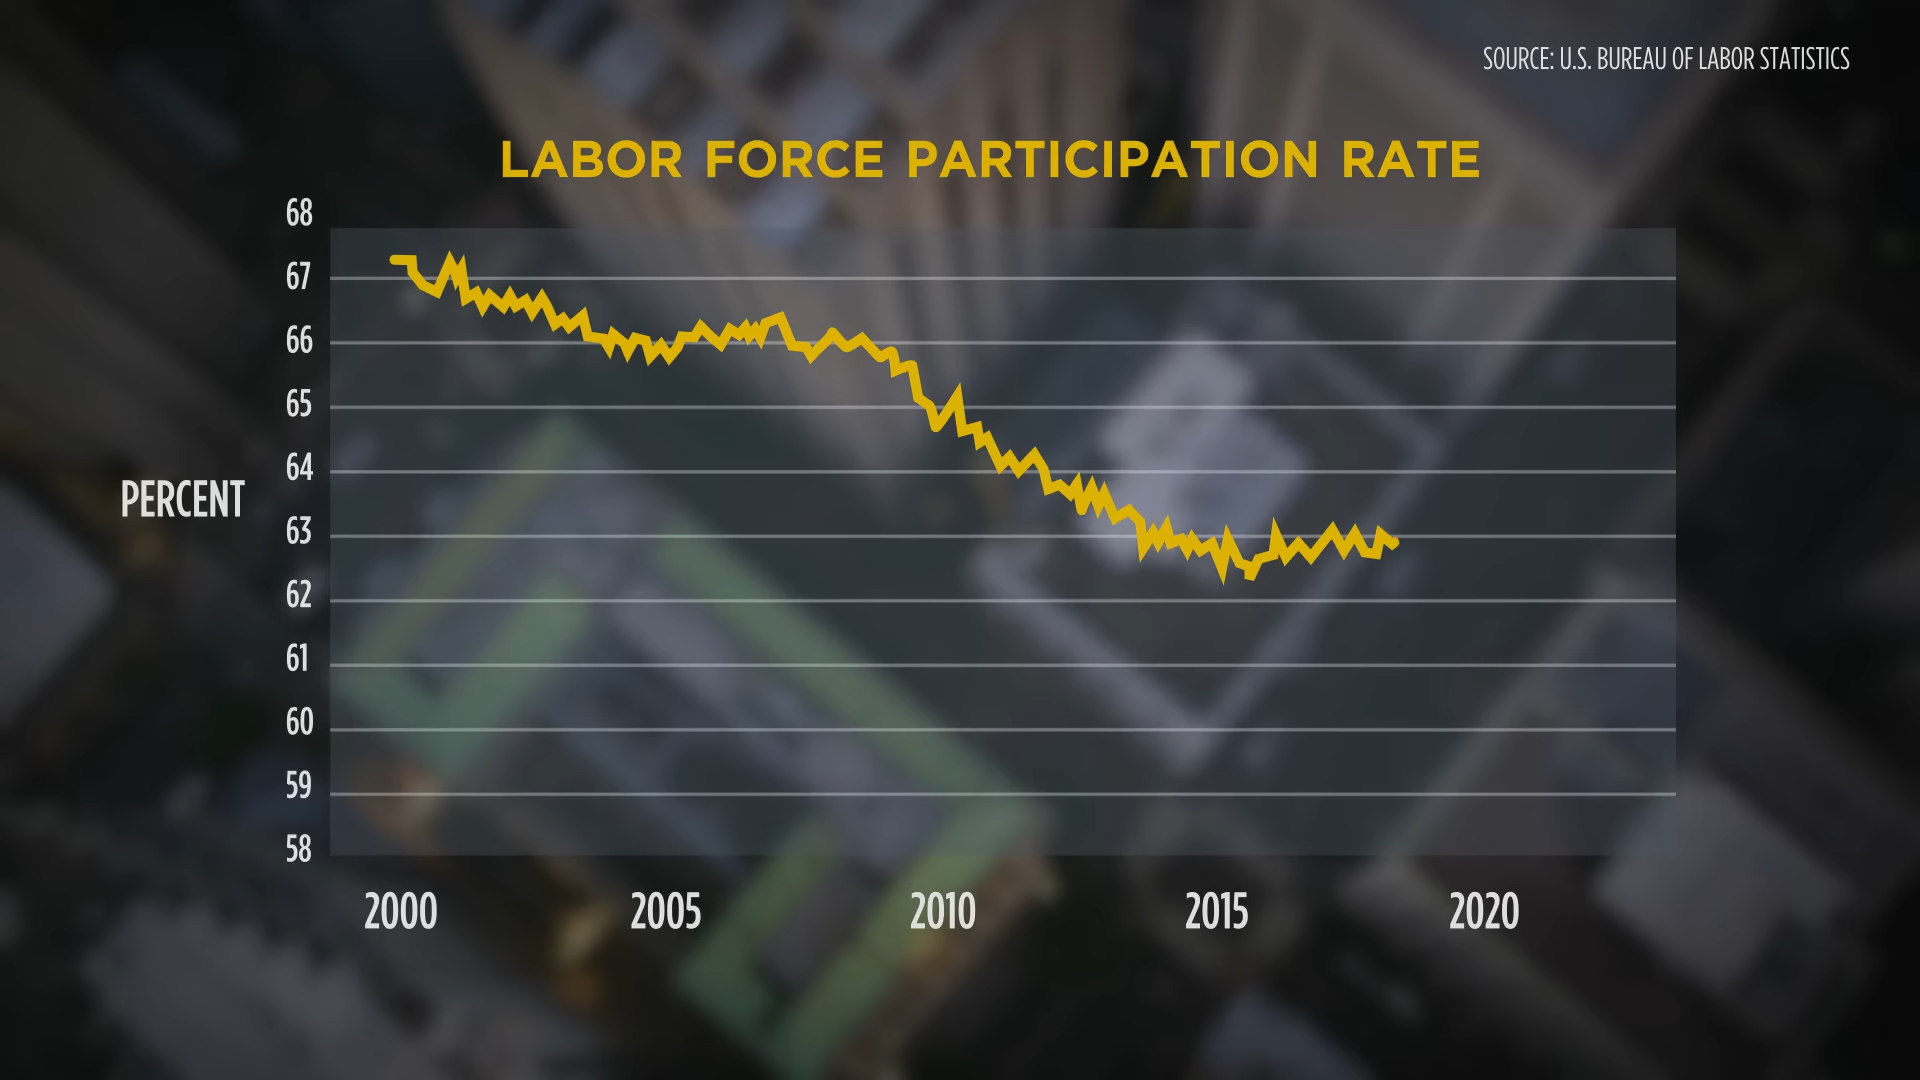 SOURCE: U.S. BUREAU OF LABOR STATISTICS
LABOR FORCE PARTICIPATION RATE
68
67
66
65
64
PERCENT
63
62
61
60
59
58
2000 2005 2010 2015 2020